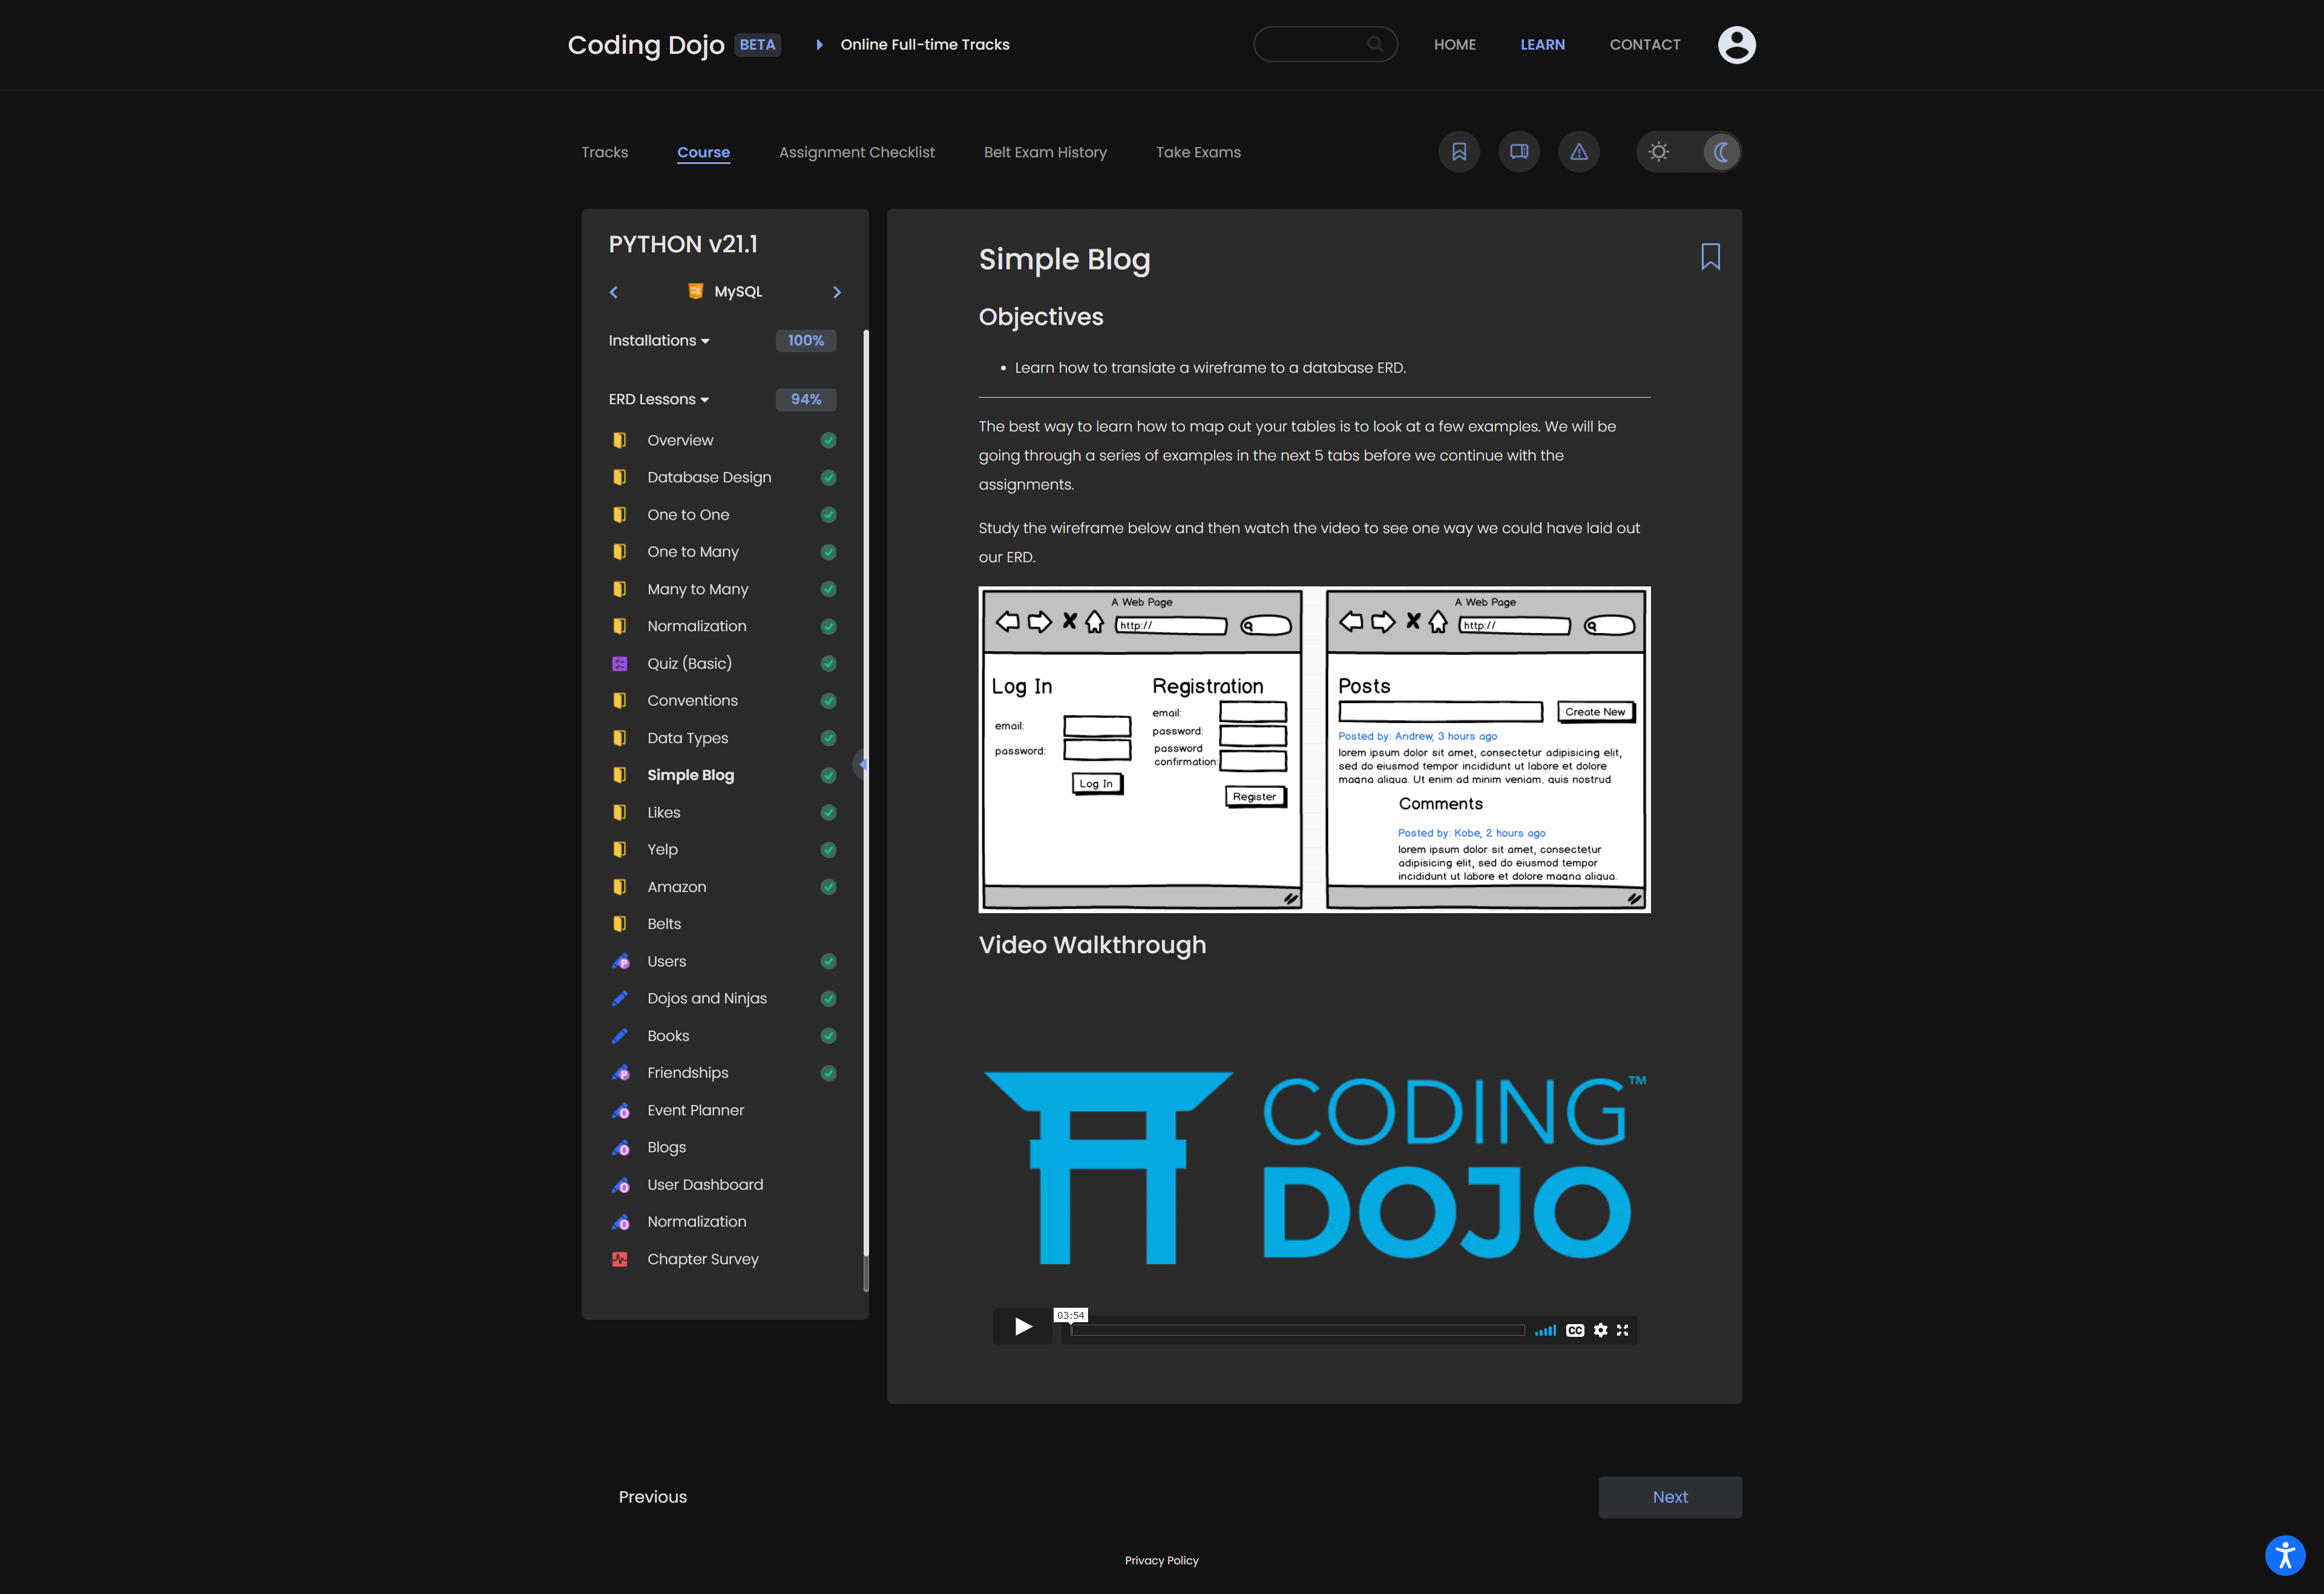 Coding Dojo BETA Online Full-time Tracks HOME LEARN CONTACT
Tracks Course Assignment Checklist Belt Exam History Take Exams
PYTHON v21.1
MySQL
Installations 100%
ERD Lessons 94%
Overview
Database Design
One to One
One to Many
Many to Many
Normalization
Quiz (Basic)
Conventions
Data Types
Simple Blog
Likes
Yelp
Amazon
Belts
Users
Dojos and Ninjas
Books
Friendships
Event Planner
Blogs
User Dashboard
Normalization
Chapter Survey
Simple Blog
Objectives
Learn how to translate a wireframe to a database ERD.
The best way to learn how to map out your tables is to look at a few examples. We will be
going through a series of examples in the next 5 tabs before we continue with the
assignments.
Study the wireframe below and then watch the video to see one way we could have laid out
our ERD.
A Web Page
http://
Log In
email:
password:
Log In
Registration
email:
password:
password
confirmation:
Register
A Web Page
http://
Posts
Create New
Posted by: Andrew, 3 hours ago
lorem ipsum dolor sit amet, consectetur adipisicing elit,
sed do eiusmod tempor incididunt ut labore et dolore
magna aliqua. Ut enim ad minim veniam, quis nostrud
Comments
Posted by: Kobe, 2 hours ago
lorem ipsum dolor sit amet, consectetur
adipisicing elit, sed do eiusmod tempor
incididunt ut labore et dolore magna aliqua.
Video Walkthrough
CODING™
DOJO
03:54
CC
Previous
Next
Privacy Policy